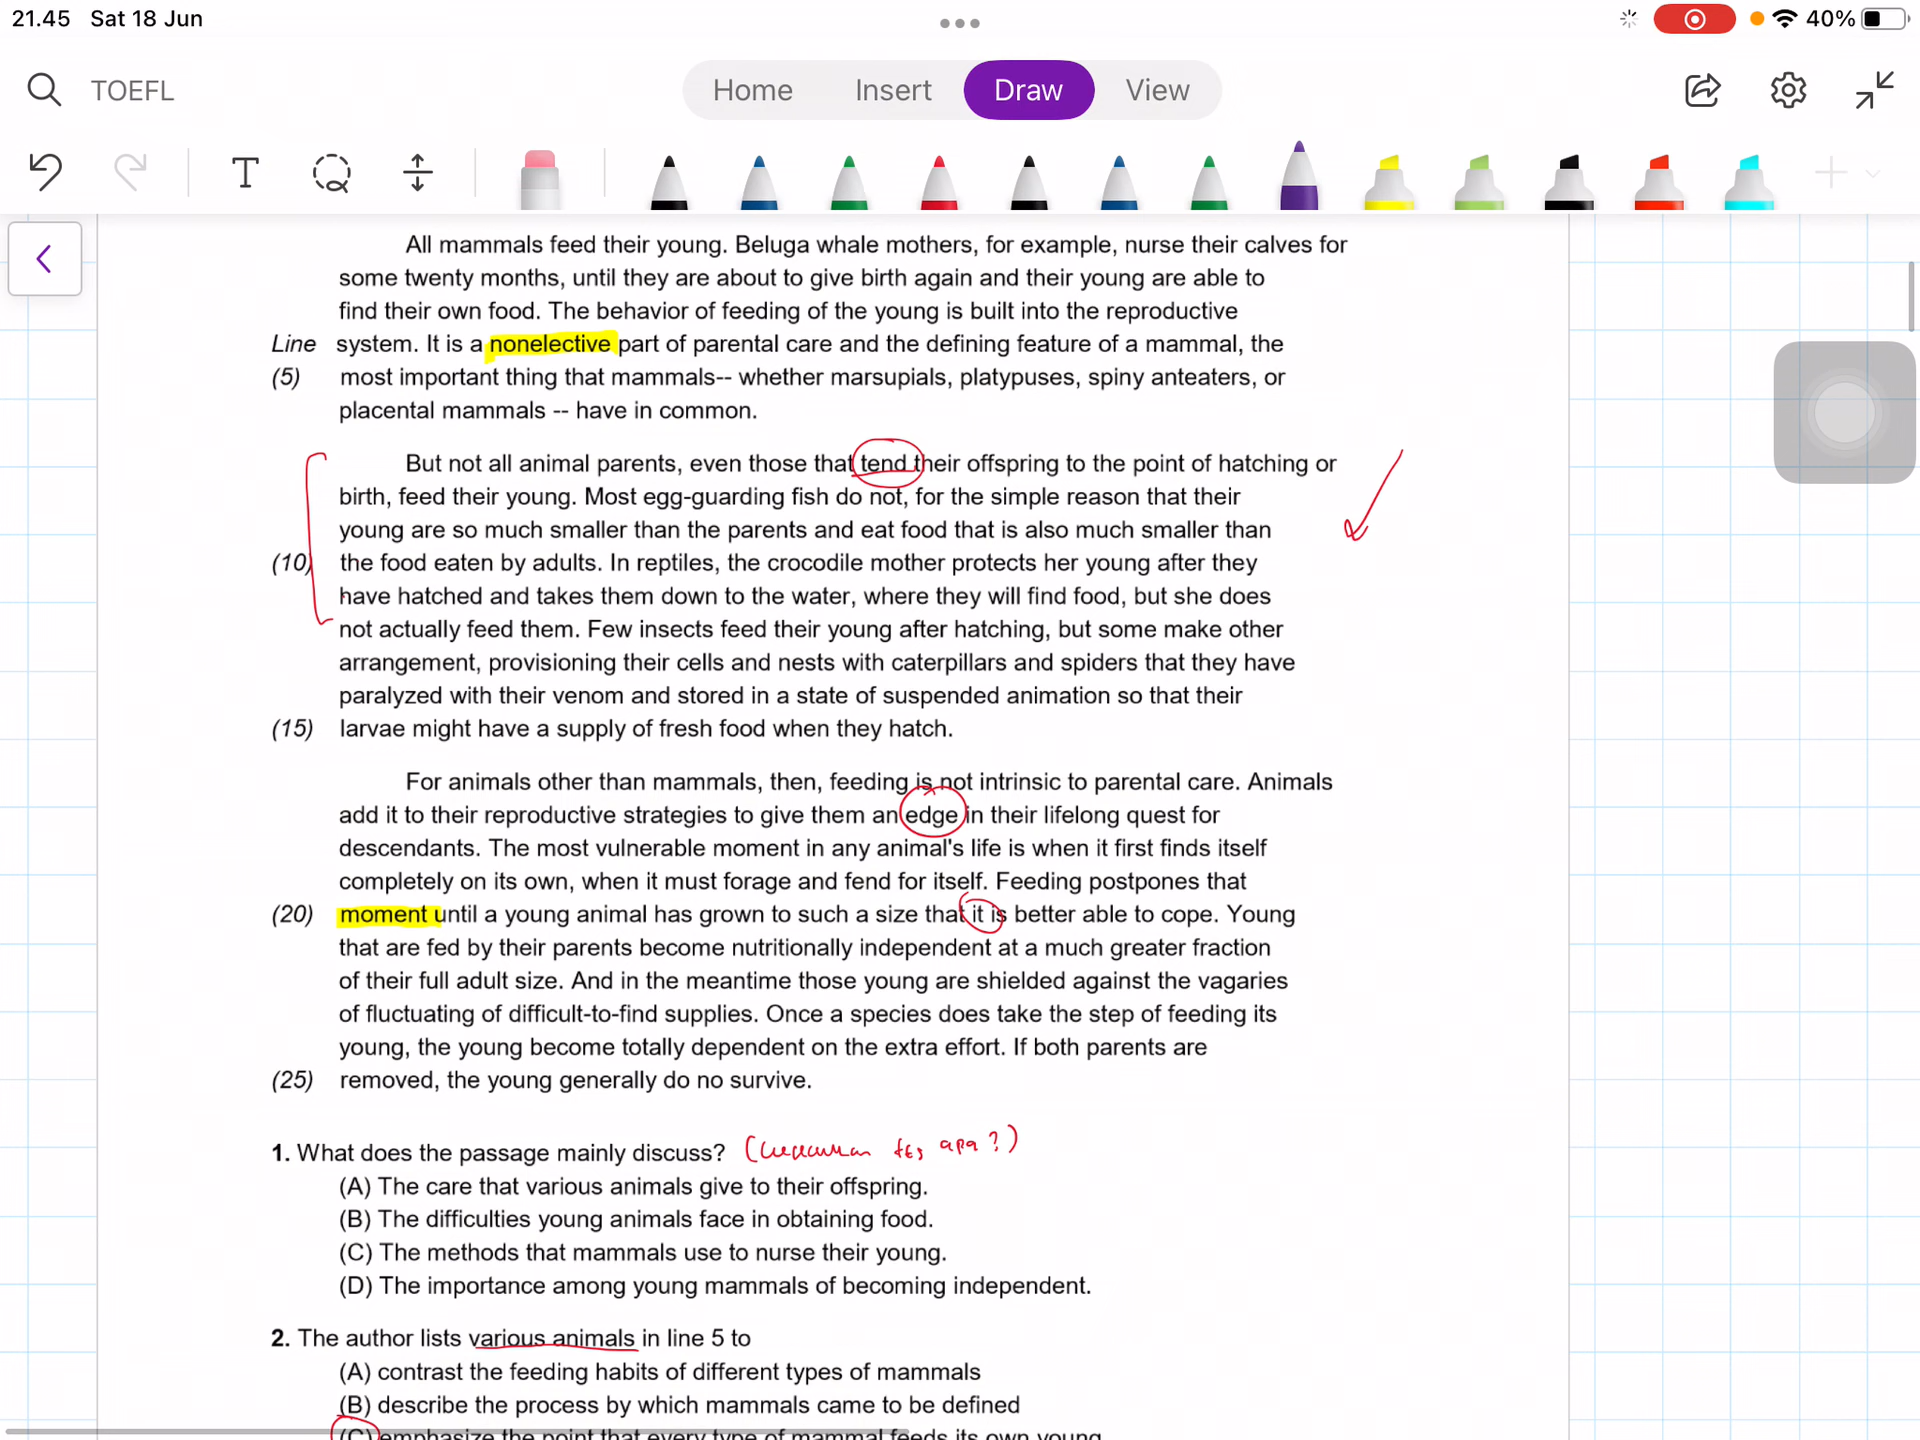 21.45 Sat 18 Jun
40%
TOEFL
Home Insert Draw View
T
All mammals feed their young. Beluga whale mothers, for example, nurse their calves for
some twenty months, until they are about to give birth again and their young are able to
find their own food. The behavior of feeding of the young is built into the reproductive
Line system. It is a nonelective part of parental care and the defining feature of a mammal, the
(5) most important thing that mammals-- whether marsupials, platypuses, spiny anteaters, or
placental mammals -- have in common.
But not all animal parents, even those that tend their offspring to the point of hatching or
birth, feed their young. Most egg-guarding fish do not, for the simple reason that their
young are so much smaller than the parents and eat food that is also much smaller than
(10) the food eaten by adults. In reptiles, the crocodile mother protects her young after they
have hatched and takes them down to the water, where they will find food, but she does
not actually feed them. Few insects feed their young after hatching, but some make other
arrangement, provisioning their cells and nests with caterpillars and spiders that they have
paralyzed with their venom and stored in a state of suspended animation so that their
(15) larvae might have a supply of fresh food when they hatch.
For animals other than mammals, then, feeding is not intrinsic to parental care. Animals
add it to their reproductive strategies to give them an edge in their lifelong quest for
descendants. The most vulnerable moment in any animal's life is when it first finds itself
completely on its own, when it must forage and fend for itself. Feeding postpones that
(20) moment until a young animal has grown to such a size that it is better able to cope. Young
that are fed by their parents become nutritionally independent at a much greater fraction
of their full adult size. And in the meantime those young are shielded against the vagaries
of fluctuating of difficult-to-find supplies. Once a species does take the step of feeding its
young, the young become totally dependent on the extra effort. If both parents are
(25) removed, the young generally do no survive.
1. What does the passage mainly discuss? ( apa ?)
(A) The care that various animals give to their offspring.
(B) The difficulties young animals face in obtaining food.
(C) The methods that mammals use to nurse their young.
(D) The importance among young mammals of becoming independent.
2. The author lists various animals in line 5 to
(A) contrast the feeding habits of different types of mammals
(B) describe the process by which mammals came to be defined
(C) emphasize the point that every type of mammal feeds its own young